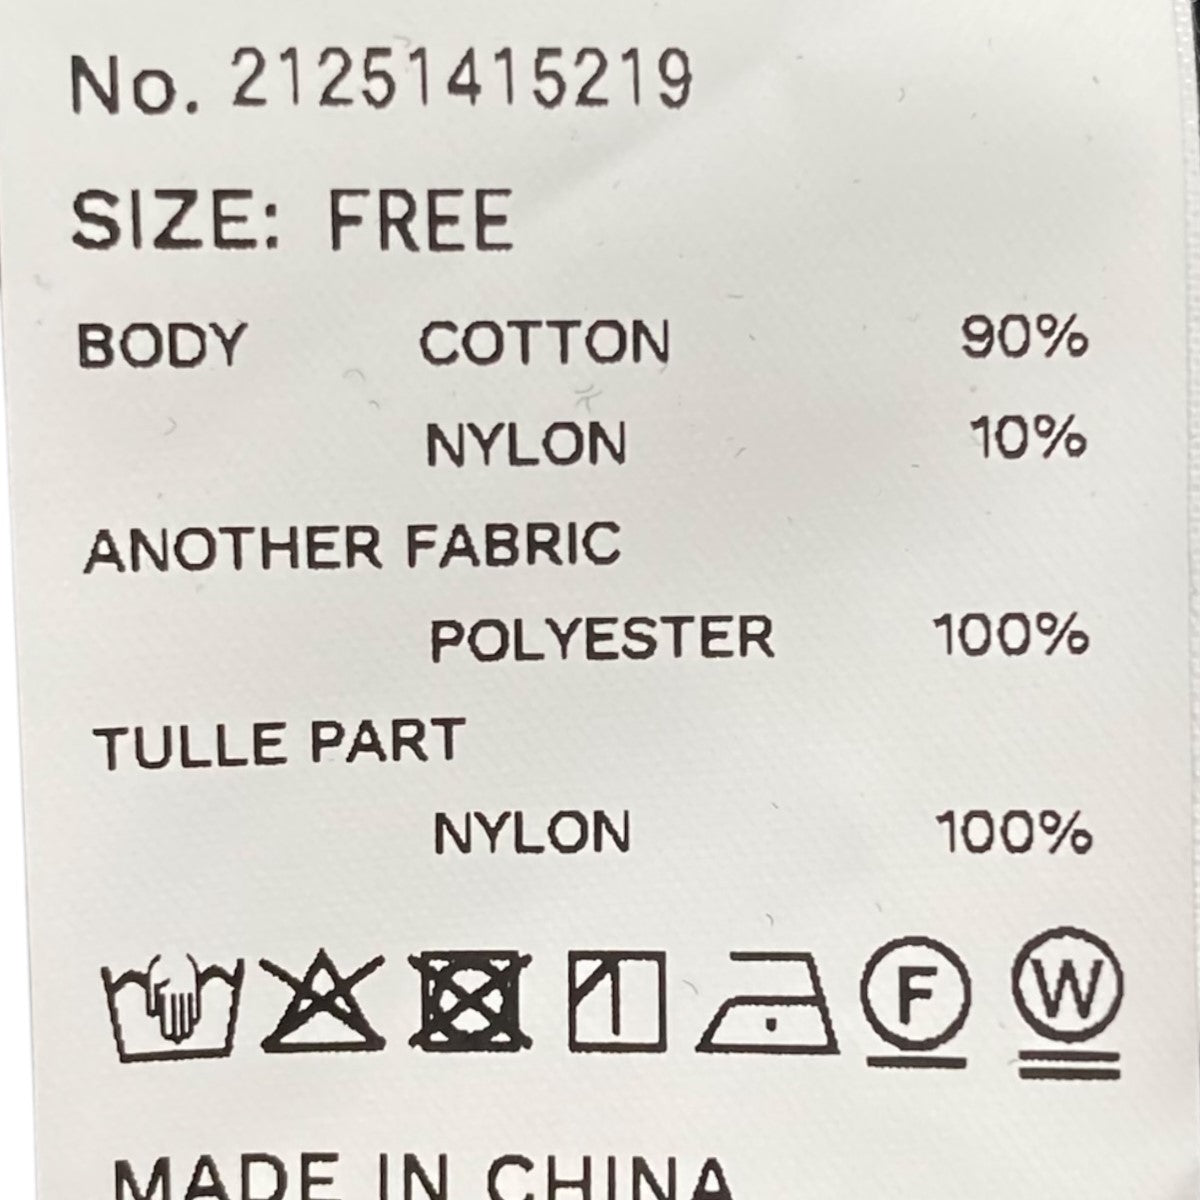 No. 21251415219
SIZE: FREE
BODY COTTON 90%
NYLON 10%
ANOTHER FABRIC
POLYESTER 100%
TULLE PART
NYLON 100%
F W
MADE IN CHINA